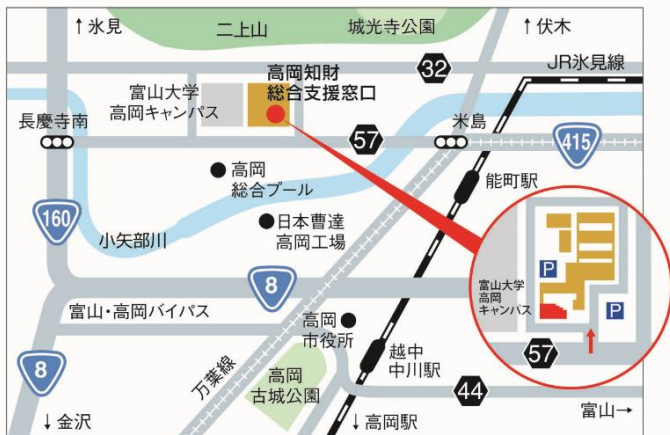 ↑氷見
二上山
城光寺公園
↑伏木
32
JR氷見線
高岡知財
総合支援窓口
富山大学
高岡キャンパス
長慶寺南
57
米島
415
高岡
総合プール
能町駅
160
小矢部川
日本曹達
高岡工場
8
富山大学
高岡
キャンパス
P
P
57
富山・高岡バイパス
高岡
市役所
万葉線
越中
中川駅
8
高岡
古城公園
44
↓金沢
↓高岡駅
富山→